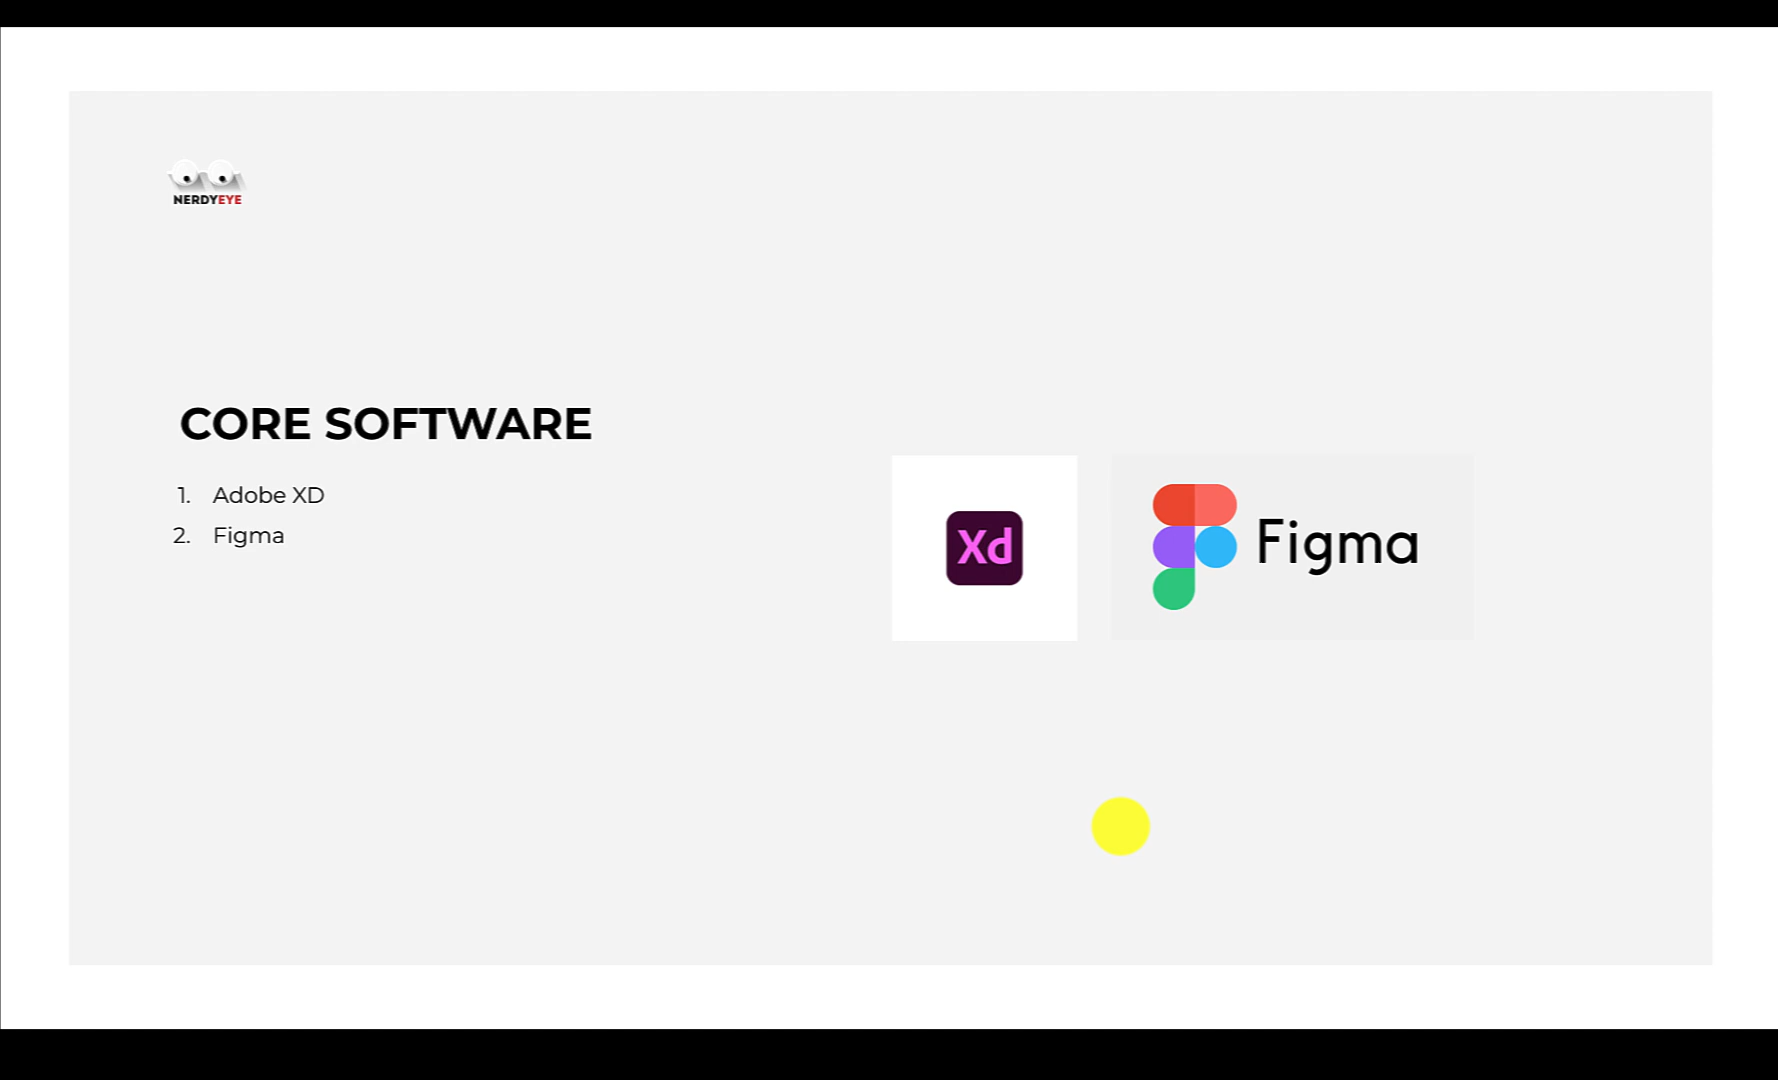 NERDYEYE
CORE SOFTWARE
1. Adobe XD
2. Figma
Xd
Figma